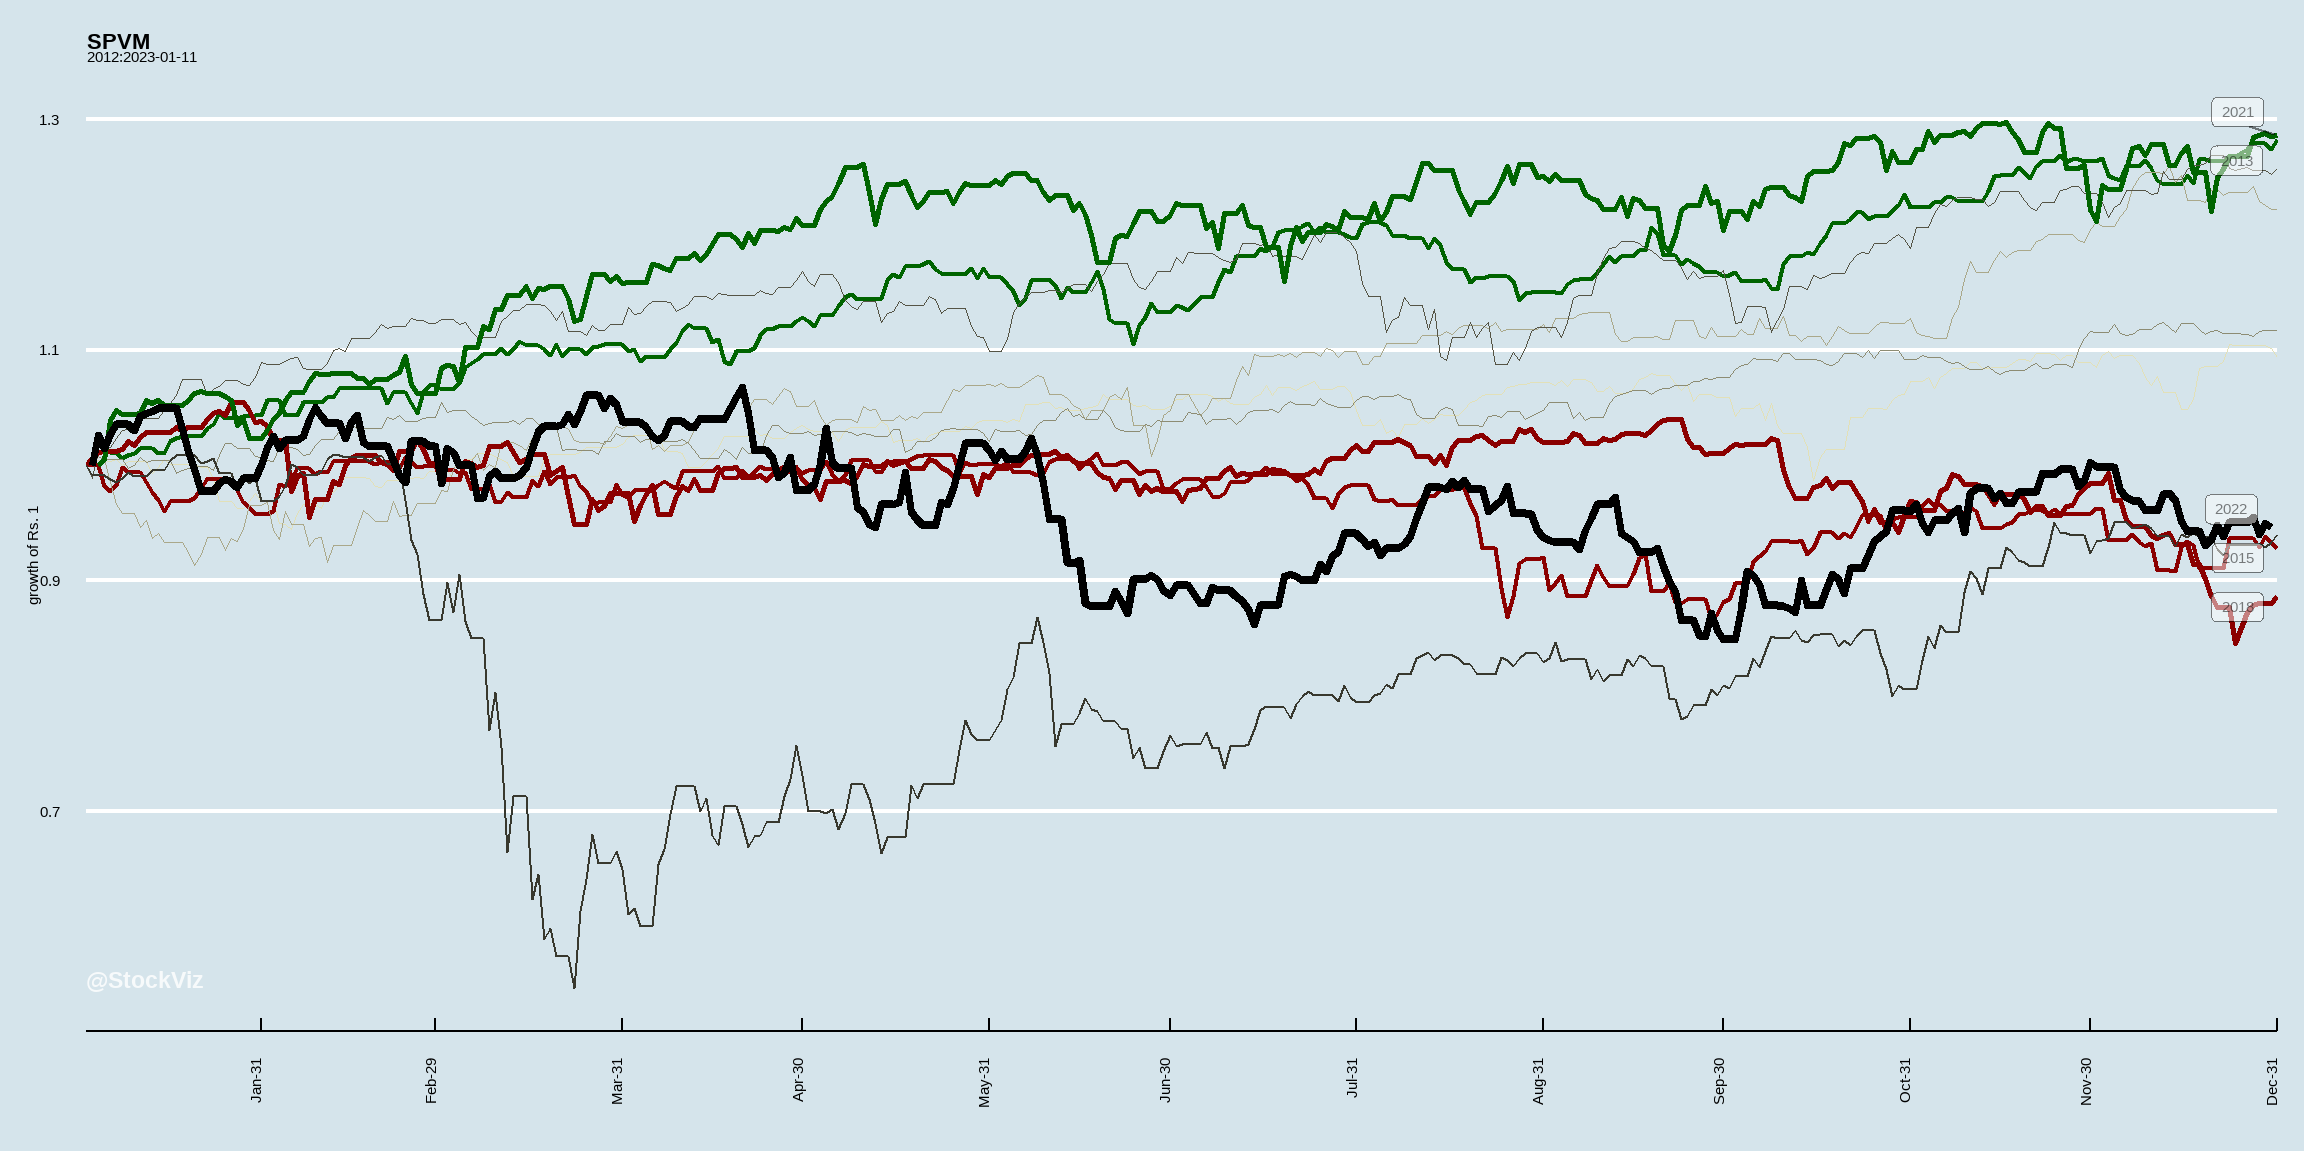 SPVM
2012:2023-01-11
1.3
1.1
0.9
0.7
growth of Rs. 1
2021
2013
2022
2015
2018
@StockViz
Jan-31
Feb-29
Mar-31
Apr-30
May-31
Jun-30
Jul-31
Aug-31
Sep-30
Oct-31
Nov-30
Dec-31